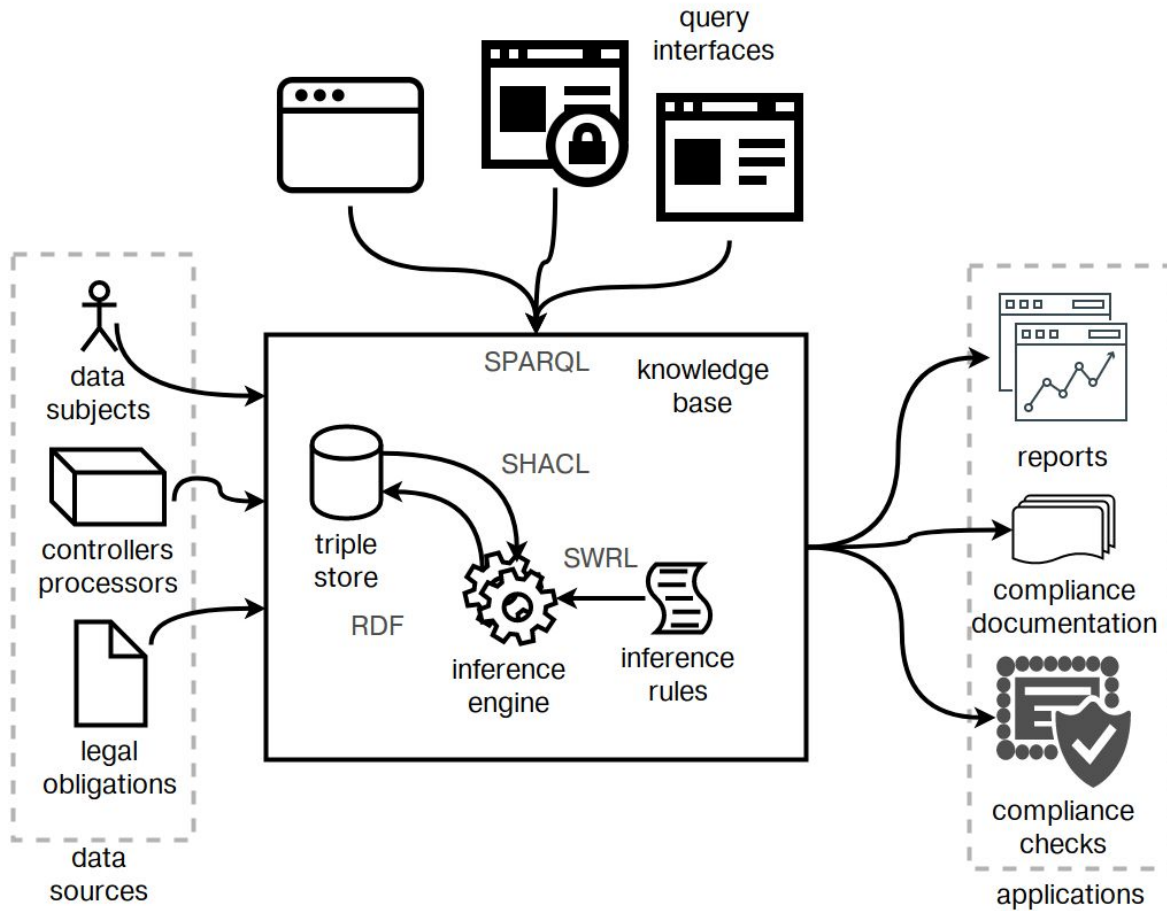 query
interfaces
data
subjects
controllers
processors
legal
obligations
data
sources
SPARQL
knowledge
base
SHACL
triple
store
SWRL
RDF
inference
engine
inference
rules
reports
compliance
documentation
compliance
checks
applications